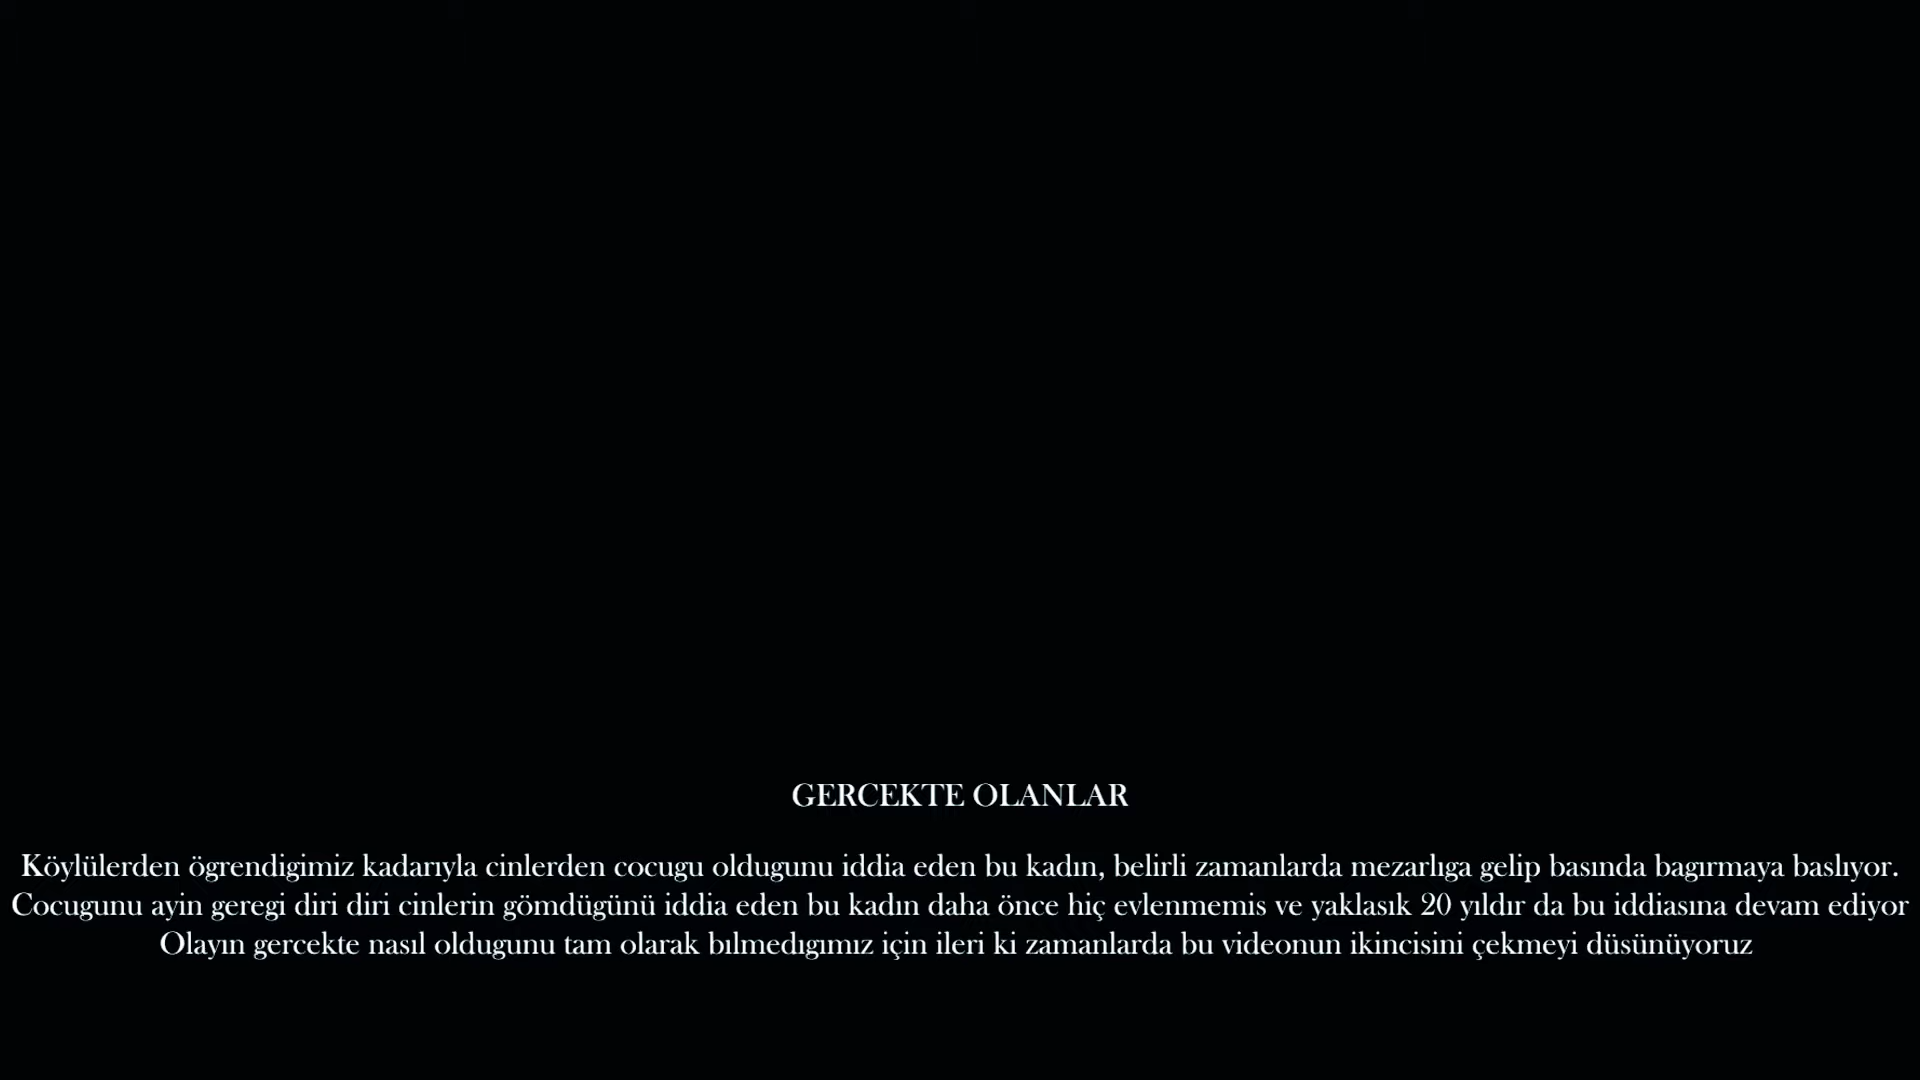 GERCEKTE OLANLAR
Köylülerden ögrendigimiz kadarıyla cinlerden cocugu oldugunu iddia eden bu kadın, belirli zamanlarda mezarlıga gelip basında bagırmaya baslıyor.
Cocugunu ayin geregi diri diri cinlerin gömdügünü iddia eden bu kadın daha önce hiç evlenmemis ve yaklasık 20 yıldır da bu iddiasına devam ediyor
Olayın gercekte nasıl oldugunu tam olarak bılmedıgımız için ileri ki zamanlarda bu videonun ikincisini çekmeyi düsünüyoruz